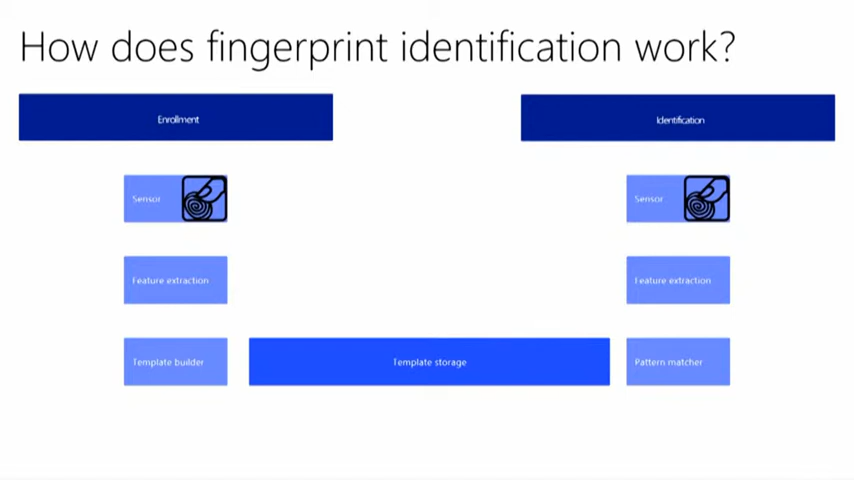 How does fingerprint identification work?
Enrollment
Identification
Sensor
Sensor
Feature extraction
Feature extraction
Template builder
Template storage
Pattern matcher